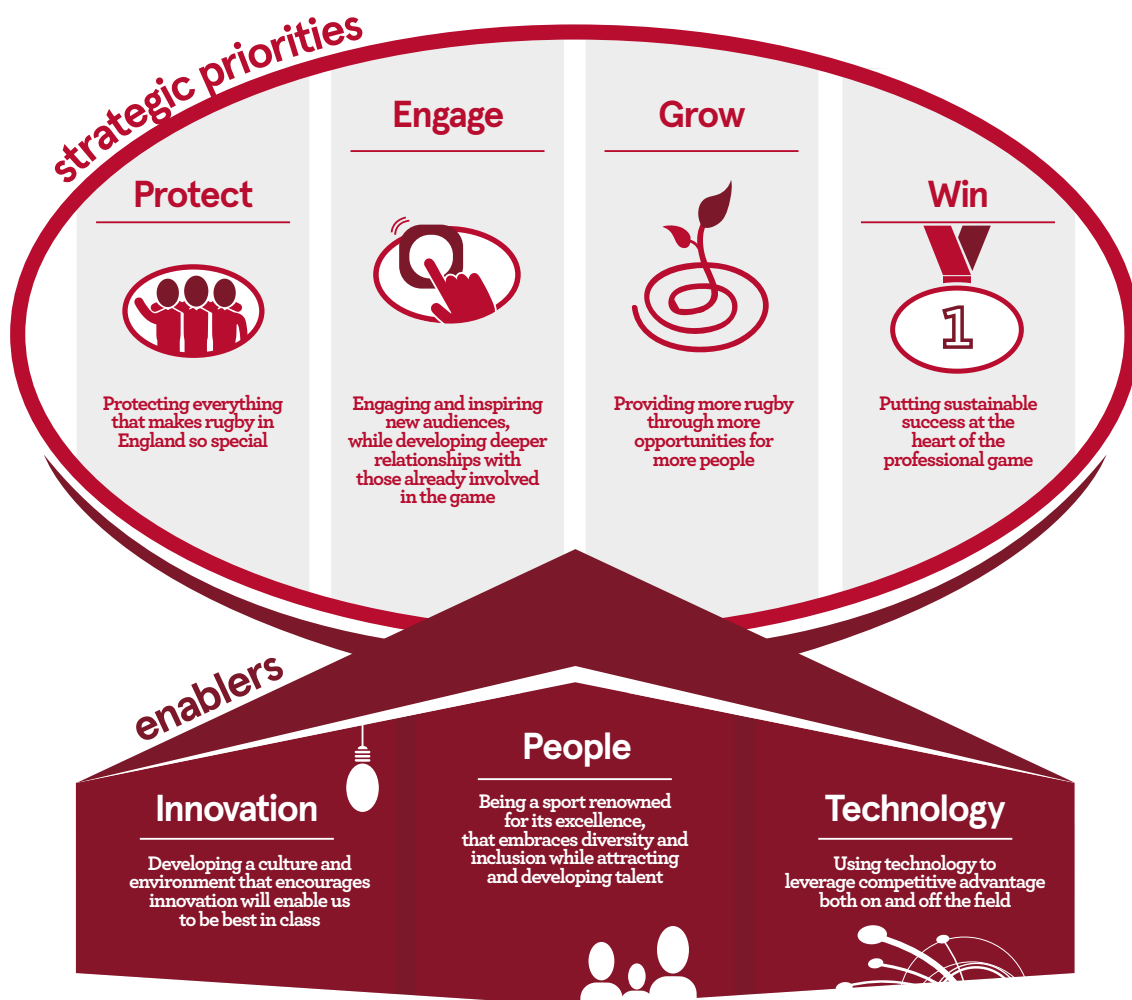 strategic priorities
Protect
Protecting everything
that makes rugby in
England so special
Engage
Engaging and inspiring
new audiences,
while developing deeper
relationships with
those already involved
in the game
Grow
Providing more rugby
through more
opportunities for
more people
Win
1
Putting sustainable
success at the
heart of the
professional game
enablers
Innovation
Developing a culture and
environment that encourages
innovation will enable us
to be best in class
People
Being a sport renowned
for its excellence,
that embraces diversity and
inclusion while attracting
and developing talent
Technology
Using technology to
leverage competitive advantage
both on and off the field